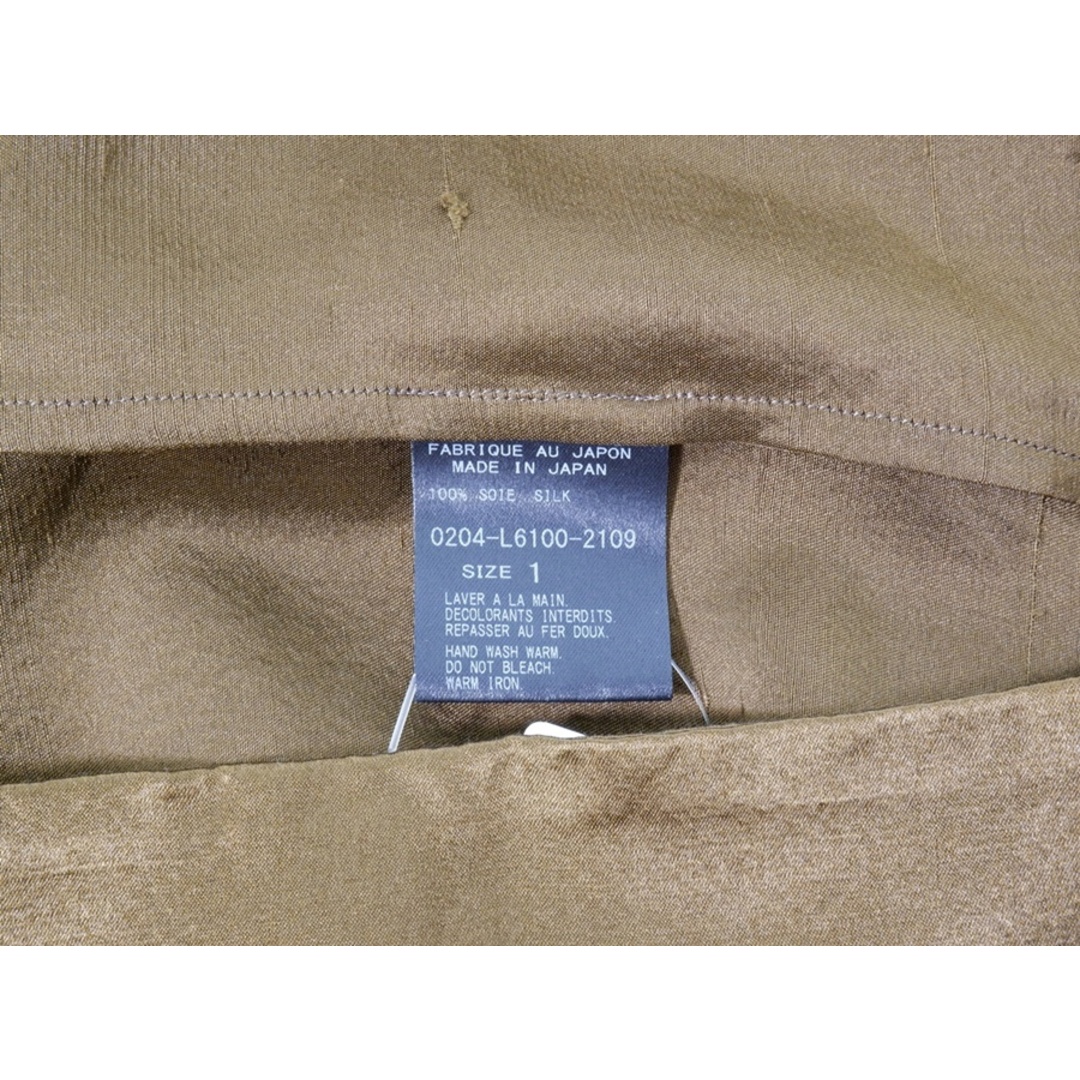 FABRIQUE AU JAPON
MADE IN JAPAN
100% SOIE SILK
0204-L6100-2109
SIZE 1
LAVER A LA MAIN.
DECOLORANTS INTERDITS.
REPASSER AU FER DOUX.
HAND WASH WARM.
DO NOT BLEACH.
WARM IRON.